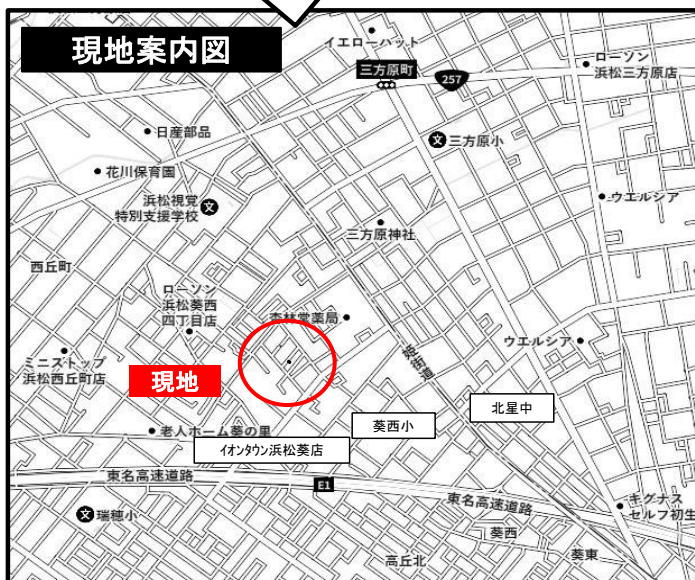 現地案内図
イエローハット
三方原町
257
ローソン
浜松三方原店
日産部品
三方原小
文
花川保育園
浜松視覚
特別支援学校
文
ウエルシア
三方原神社
西丘町
ローソン
浜松葵西
四丁目店
杏林堂薬局
姫街道
ウエルシア
ミニストップ
浜松西丘町店
現地
北星中
葵西小
老人ホーム葵の里
イオンタウン浜松葵店
東名高速道路
E1
東名高速道路
キグナス
セルフ初生
文
瑞穂小
葵西
高丘北
葵東